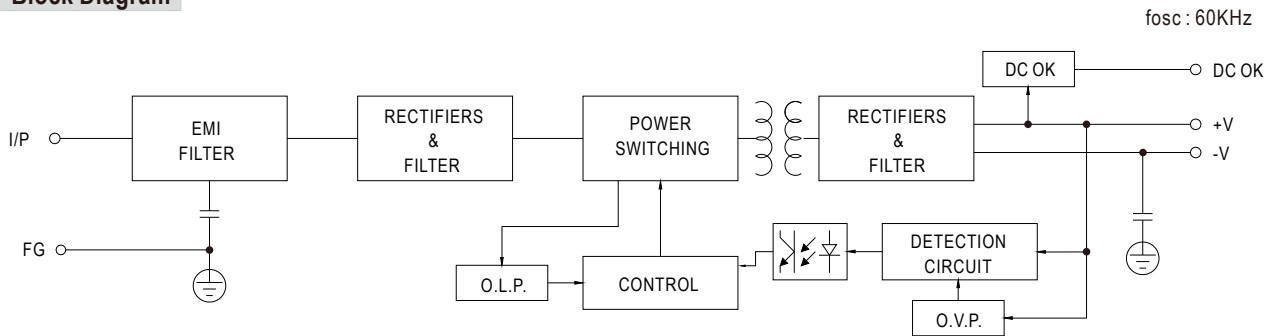 Block Diagram
fosc : 60KHz
DC OK
DC OK
I/P
EMI
FILTER
RECTIFIERS
&
FILTER
POWER
SWITCHING
RECTIFIERS
&
FILTER
+V
-V
FG
O.L.P.
CONTROL
DETECTION
CIRCUIT
O.V.P.